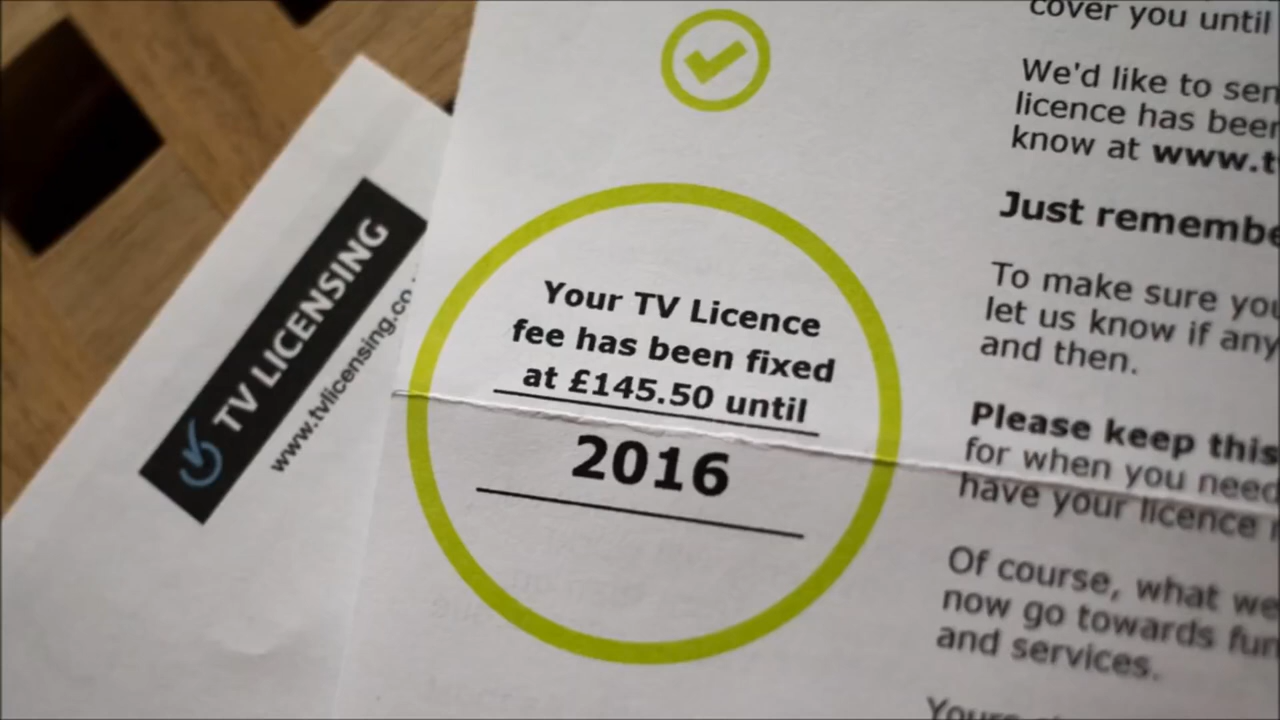 TV LICENSING
www.tvlicensing.co
Your TV Licence
fee has been fixed
at £145.50 until
2016
cover you until
We'd like to sen
licence has been
know at www.t
Just remembe
To make sure you
let us know if any
and then.
Please keep this
for when you need
have your licence
Of course, what we
now go towards fun
and services.
Yours